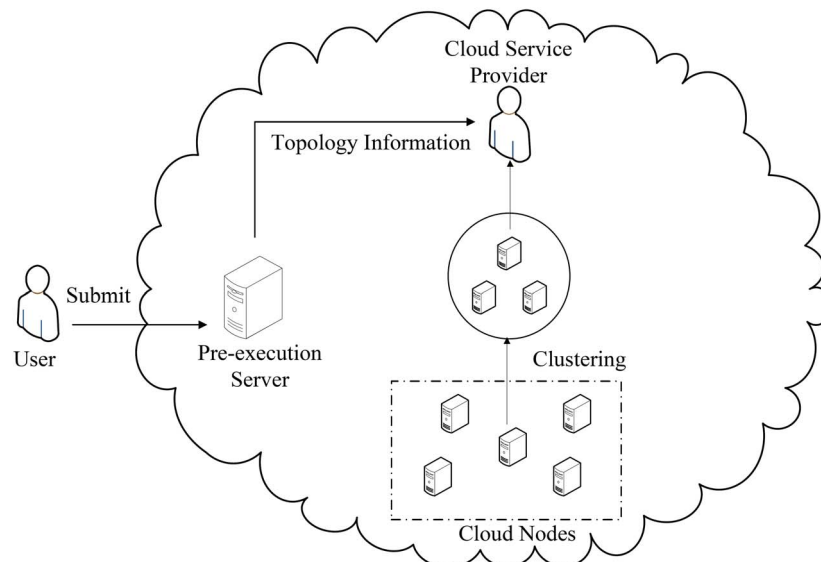 Cloud Service
Provider
Topology Information
Submit
User
Pre-execution
Server
Clustering
Cloud Nodes